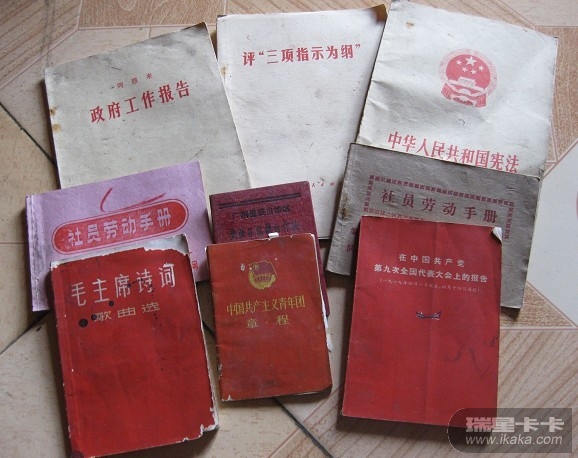 周恩来
政府工作报告
评“三项指示为纲”
中华人民共和国宪法
社员劳动手册
社员劳动手册
毛主席诗词
歌曲选
中国共产主义青年团
章程
在中国共产党
第九次全国代表大会上的报告
瑞星卡卡
www.ikaka.com